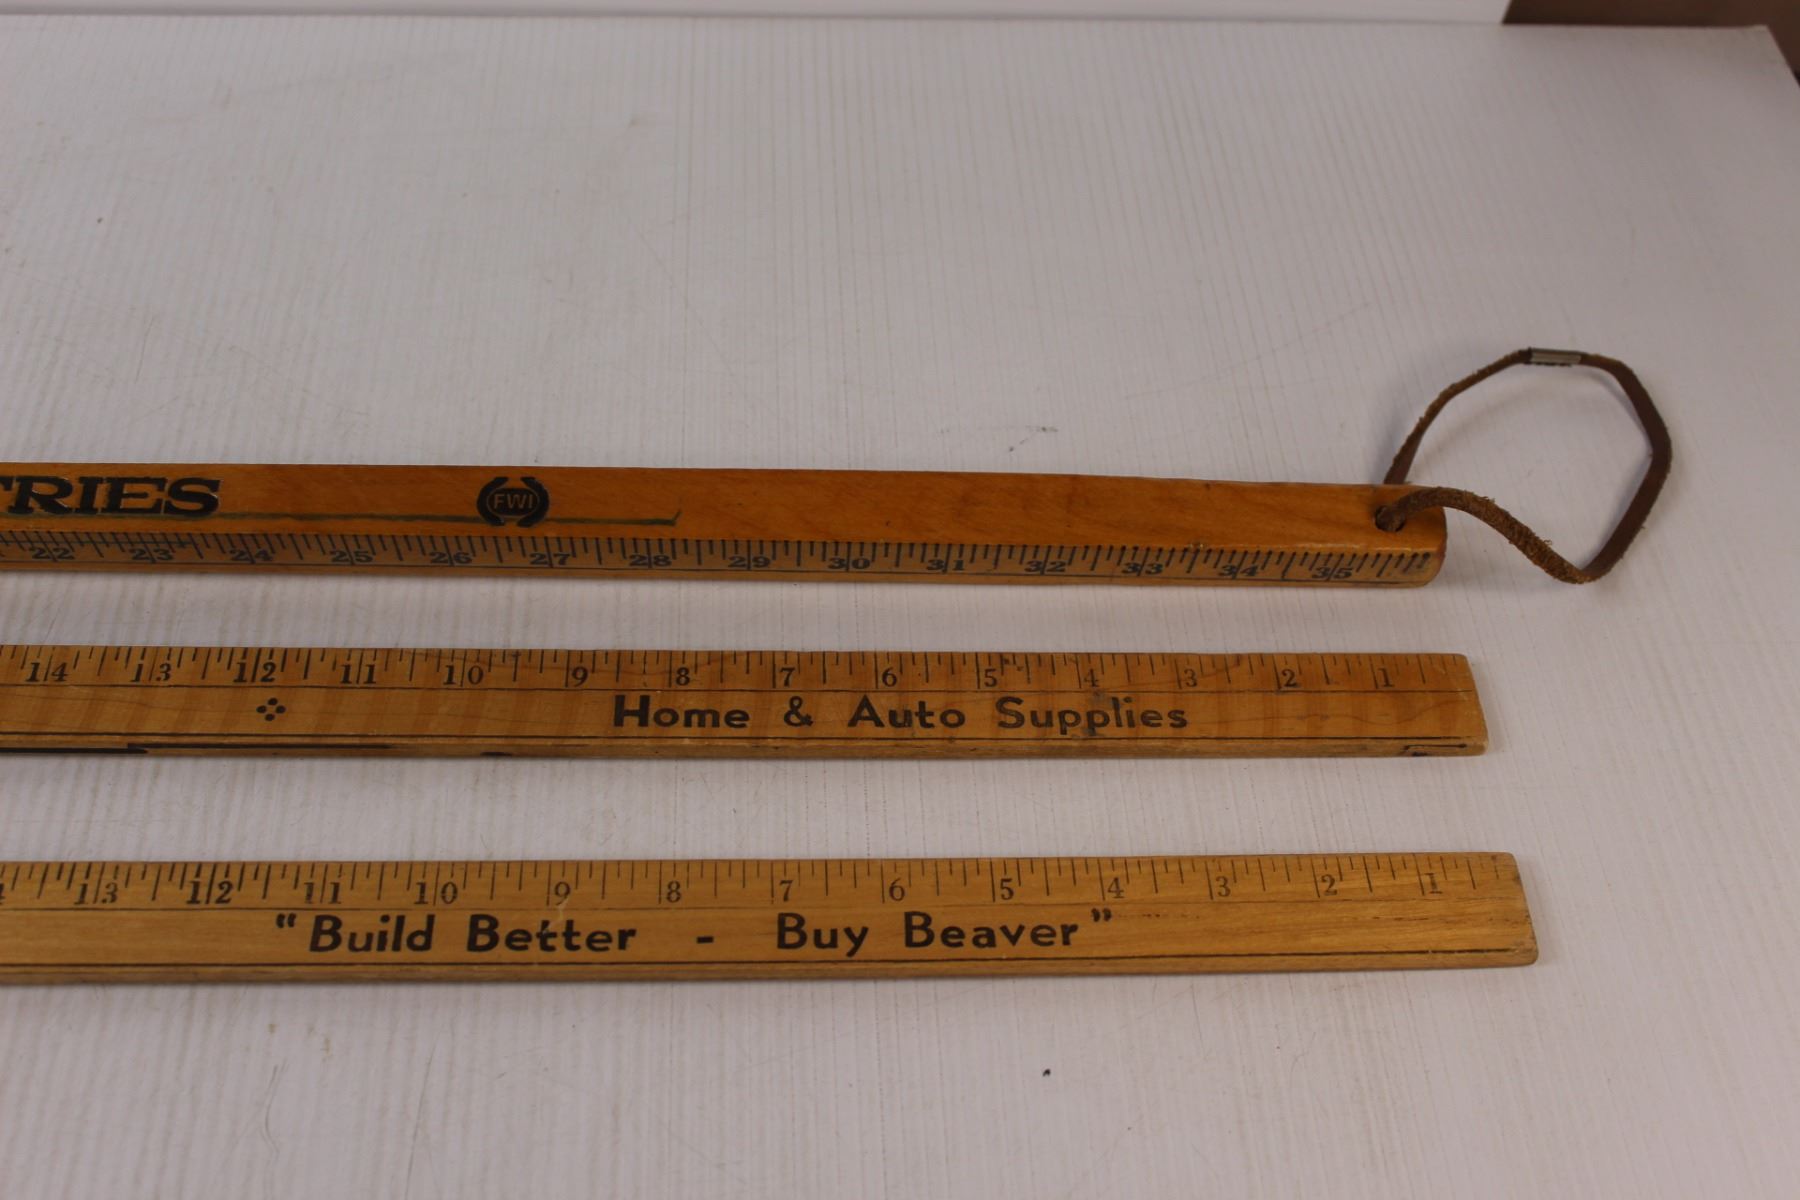 TRIES FWI
22 23 24 25 26 27 28 29 30 31 32 33 34 35
14 13 12 11 10 9 8 7 6 5 4 3 2 1
Home & Auto Supplies
13 12 11 10 9 8 7 6 5 4 3 2 1
"Build Better - Buy Beaver"